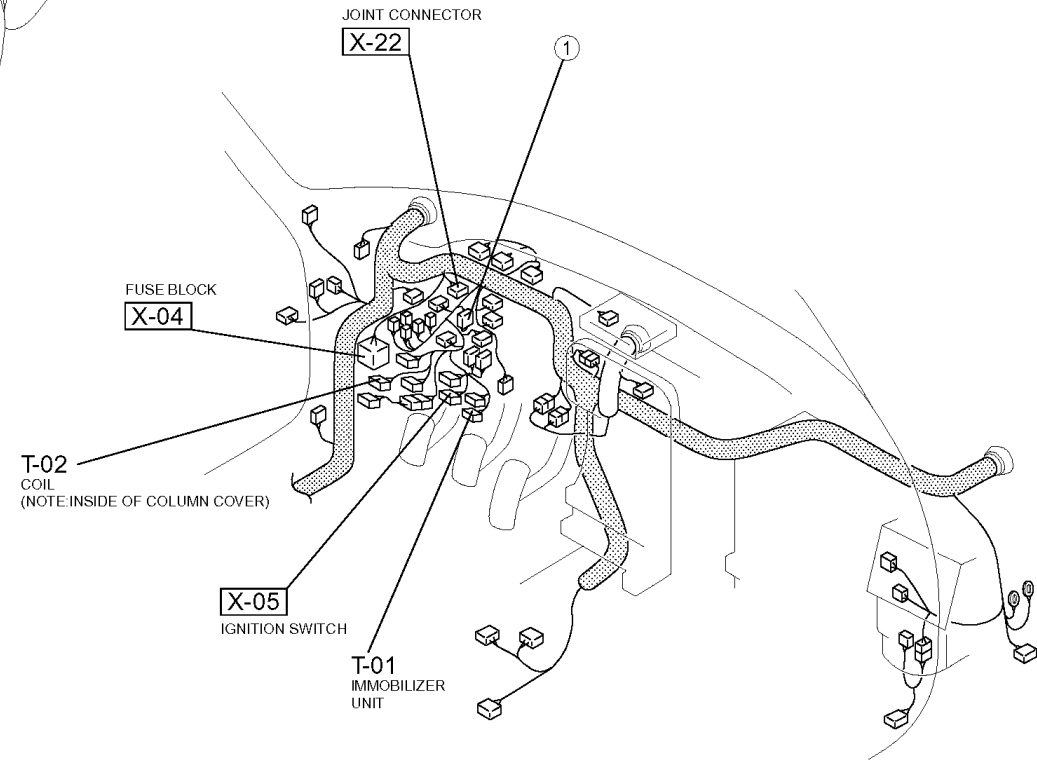 JOINT CONNECTOR
X-22
1
FUSE BLOCK
X-04
T-02
COIL
(NOTE:INSIDE OF COLUMN COVER)
X-05
IGNITION SWITCH
T-01
IMMOBILIZER
UNIT